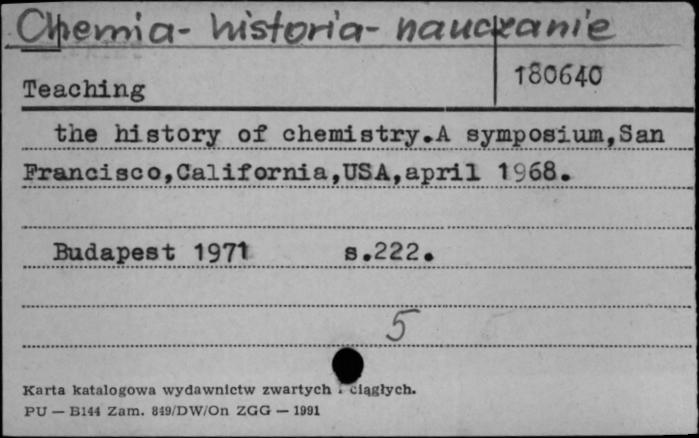 Chemia- historia- nauczanie
Teaching
180640
the history of chemistry.A symposium,San
Francisco,California,USA,april 1968.
Budapest 1971 s.222.
5
Karta katalogowa wydawnictw zwartych i ciągłych.
PU — B144 Zam. 849/DW/On ZGG — 1991